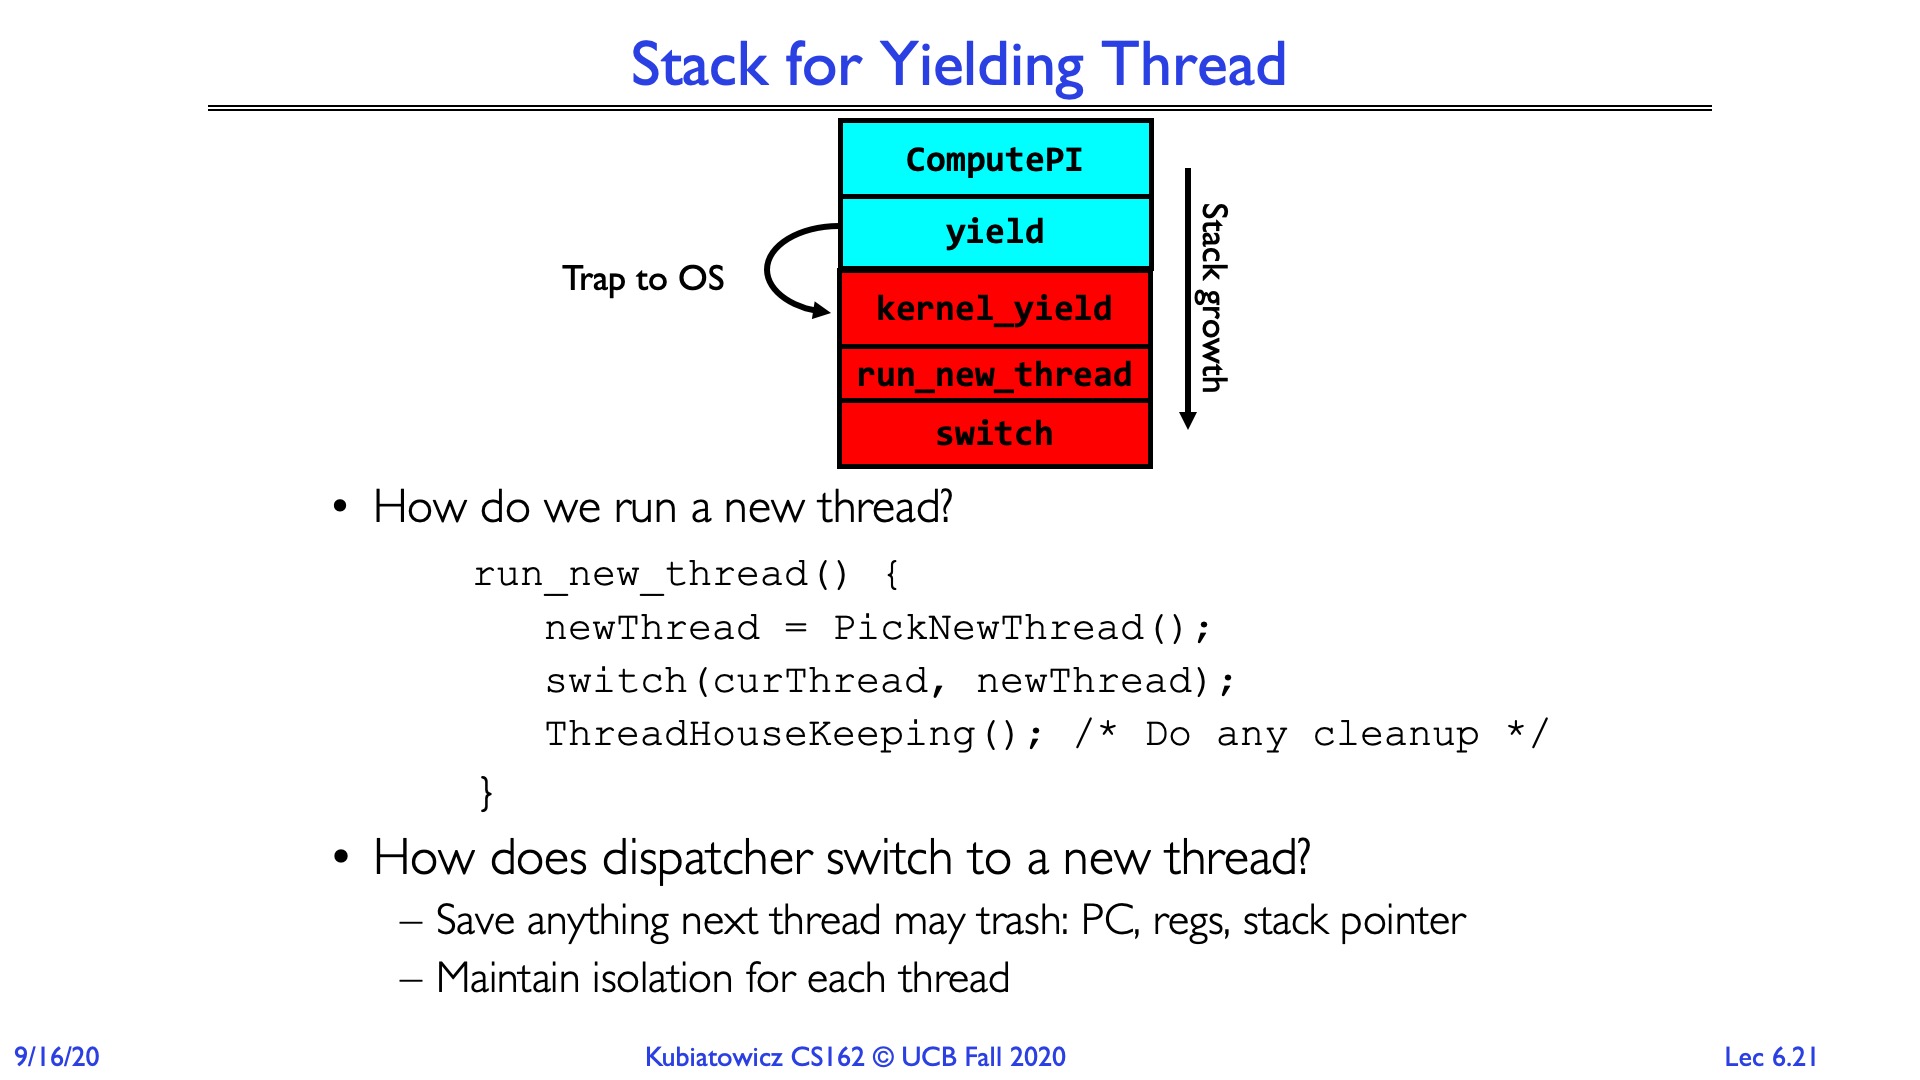 Stack for Yielding Thread
ComputePI
yield
Trap to OS
kernel_yield
run_new_thread
switch
Stack growth
• How do we run a new thread?
run_new_thread() {
newThread = PickNewThread();
switch(curThread, newThread);
ThreadHouseKeeping(); /* Do any cleanup */
}
• How does dispatcher switch to a new thread?
– Save anything next thread may trash: PC, regs, stack pointer
– Maintain isolation for each thread
9/16/20
Kubiatowicz CS162 © UCB Fall 2020
Lec 6.21